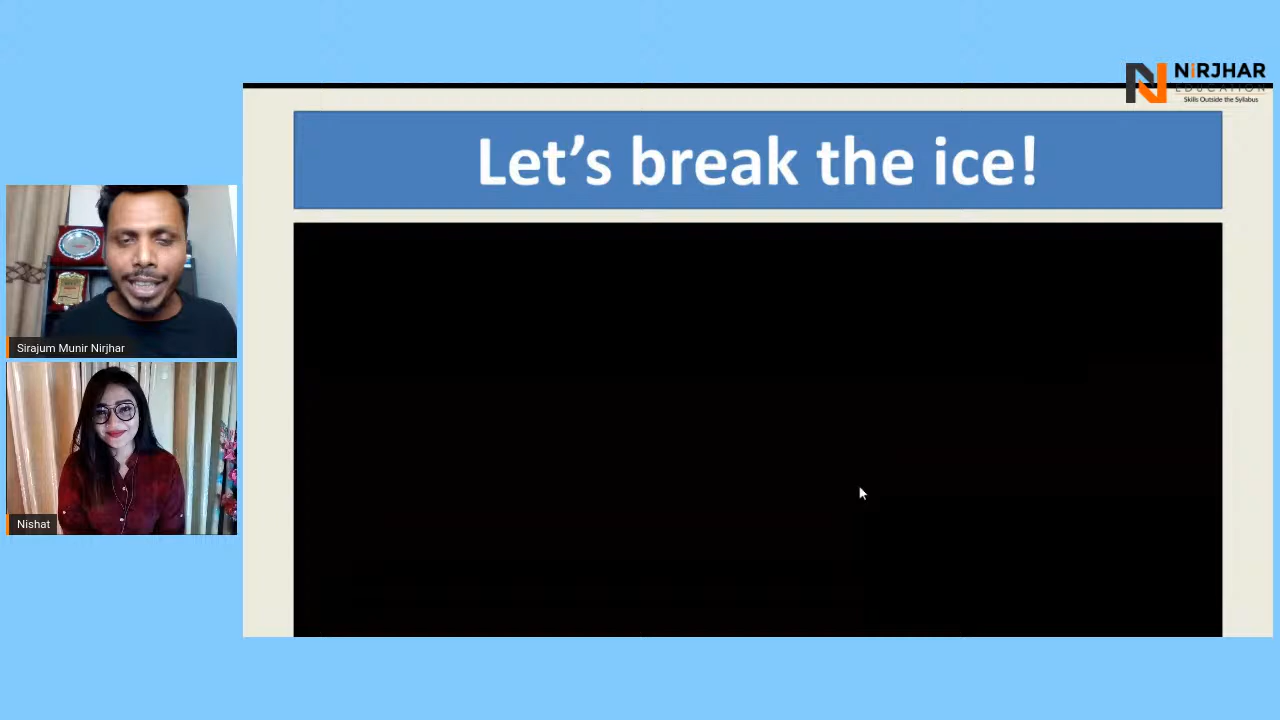 NiRJHAR
EDUCATION
Skills Outside the Syllabus
Let's break the ice!
Sirajum Munir Nirjhar
Nishat